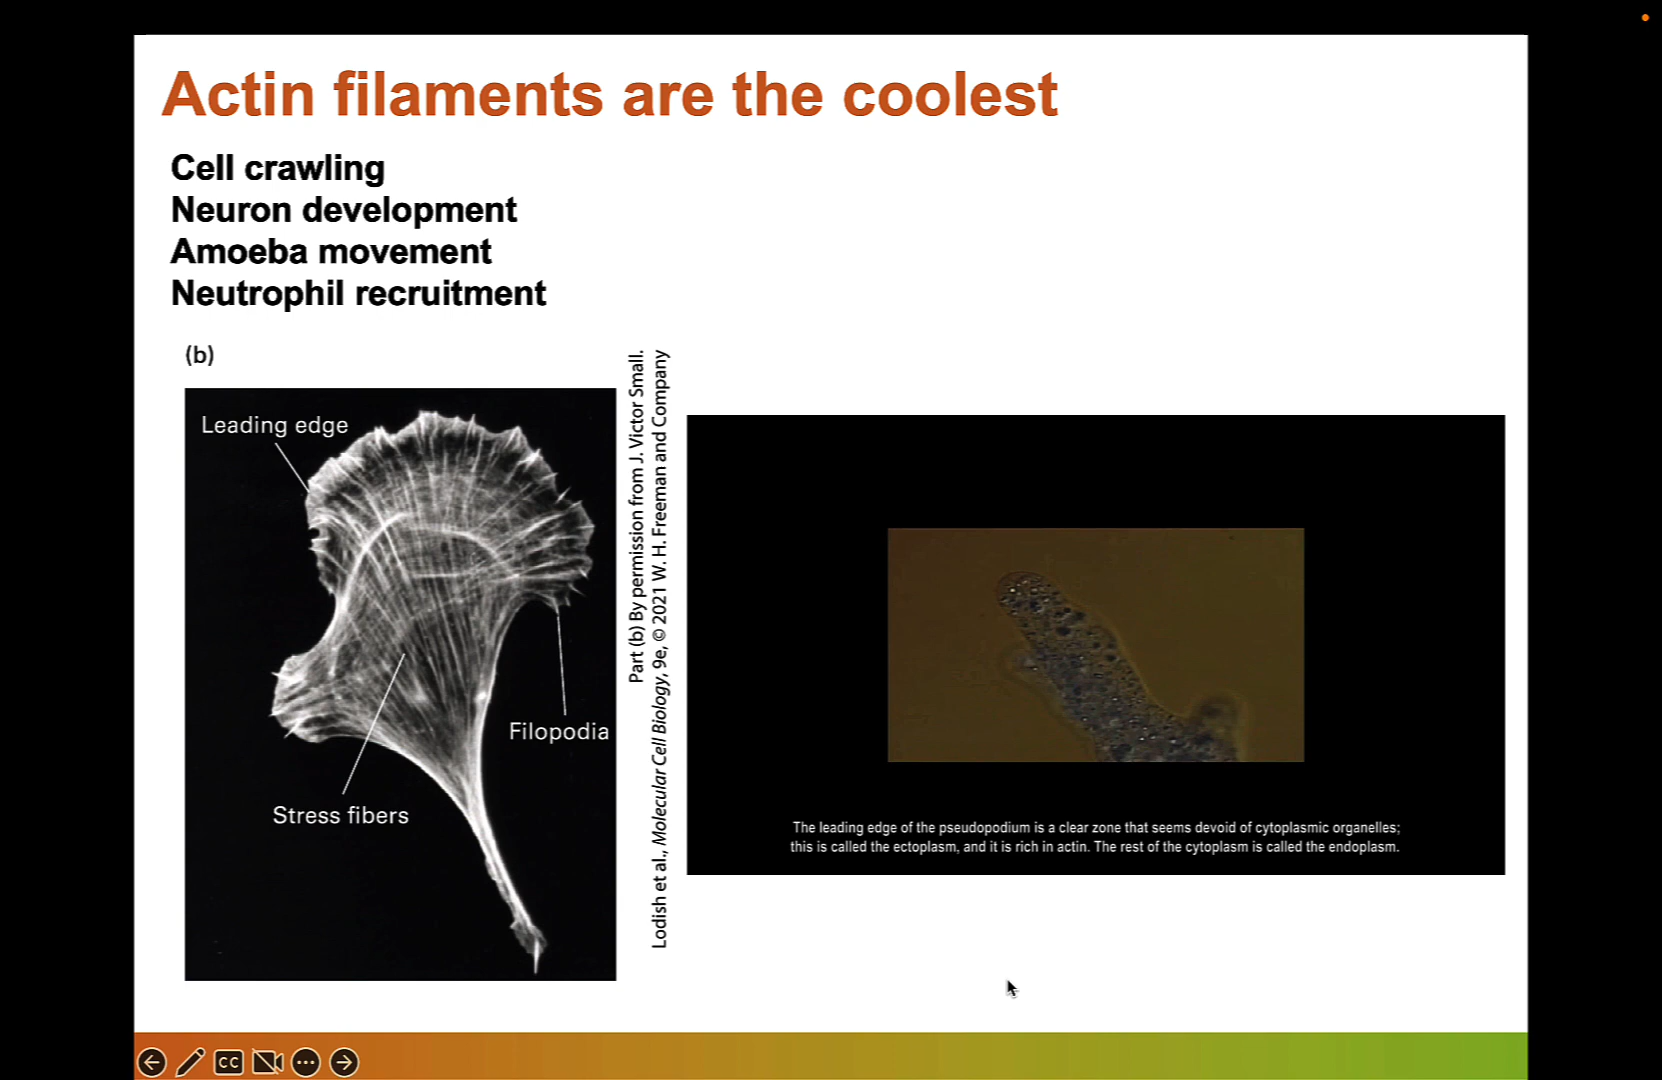 Actin filaments are the coolest
Cell crawling
Neuron development
Amoeba movement
Neutrophil recruitment
(b)
Leading edge
Filopodia
Stress fibers
Part (b) By permission from J. Victor Small.
Lodish et al., Molecular Cell Biology, 9e, © 2021 W. H. Freeman and Company
The leading edge of the pseudopodium is a clear zone that seems devoid of cytoplasmic organelles;
this is called the ectoplasm, and it is rich in actin. The rest of the cytoplasm is called the endoplasm.
CC